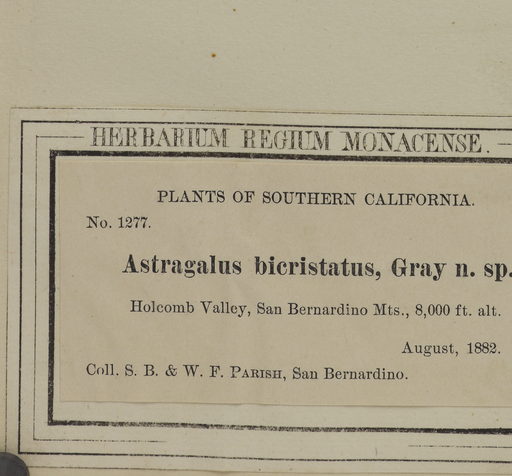 HERBARIUM REGIUM MONACENSE.
PLANTS OF SOUTHERN CALIFORNIA.
No. 1277.
Astragalus bicristatus, Gray n. sp.
Holcomb Valley, San Bernardino Mts., 8,000 ft. alt.
August, 1882.
Coll. S. B. & W. F. PARISH, San Bernardino.